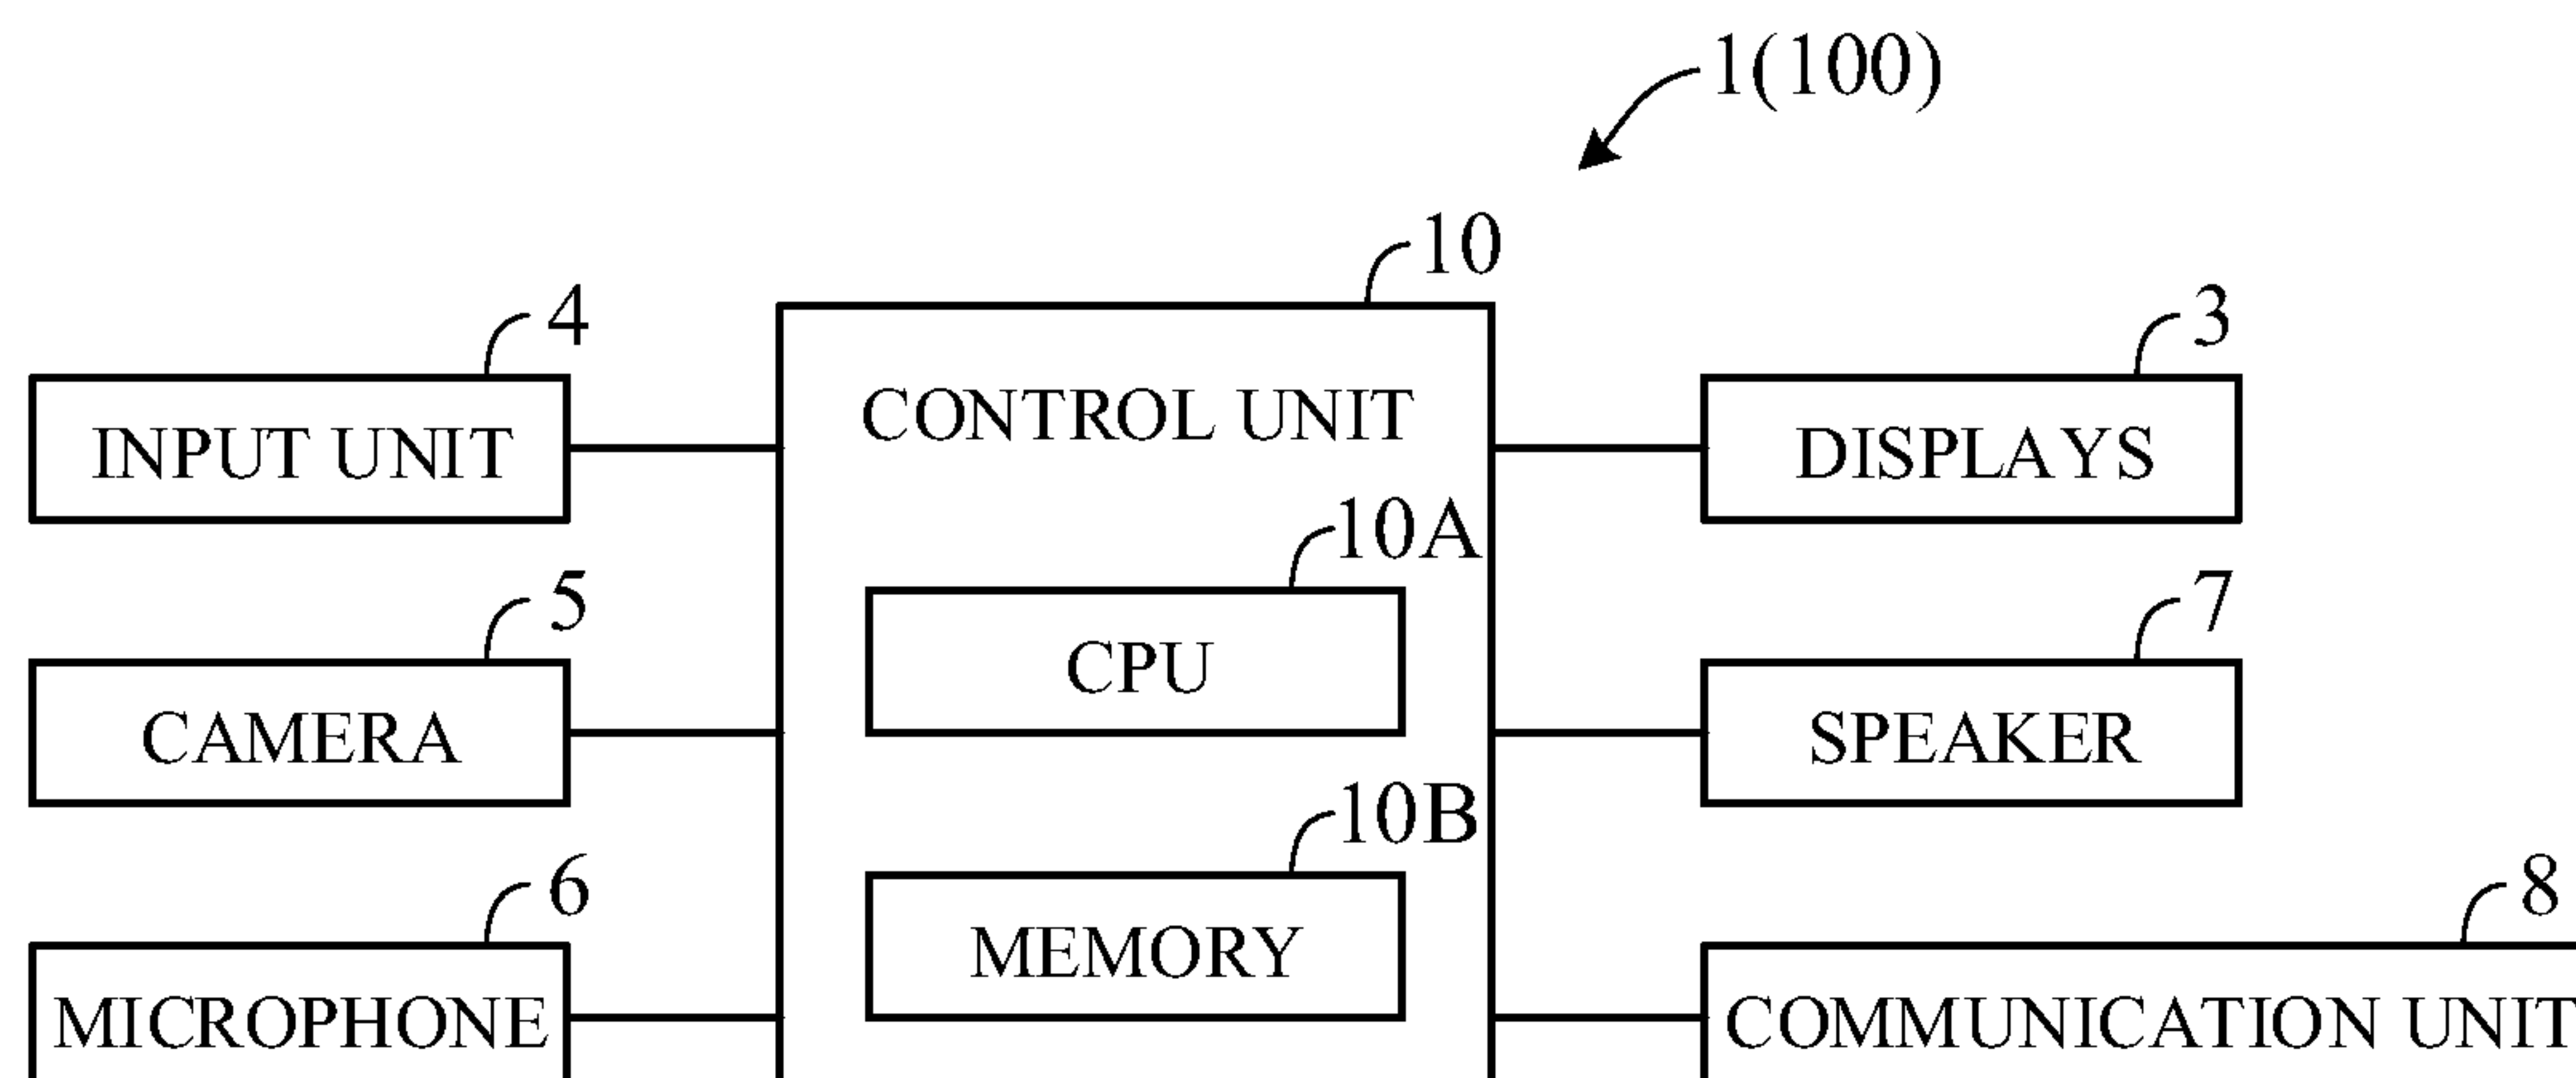 1(100)
10
4
3
INPUT UNIT
CONTROL UNIT
DISPLAYS
10A
5
7
CAMERA
CPU
SPEAKER
10B
6
8
MICROPHONE
MEMORY
COMMUNICATION UNIT